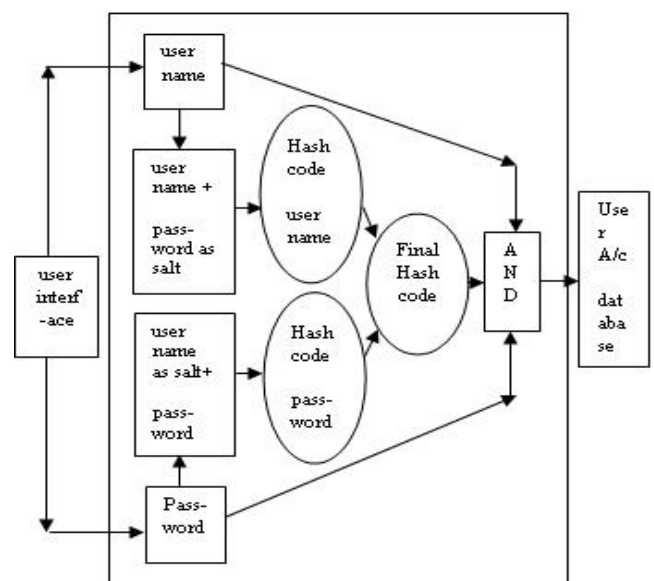 user
name
user
name +
pass-
word as
salt
Hash
code
user
name
user
interf
-ace
Final
Hash
code
A
N
D
Use
r
A/c
dat
aba
se
user
name
as salt+
pass-
word
Hash
code
pass-
word
Pass-
word